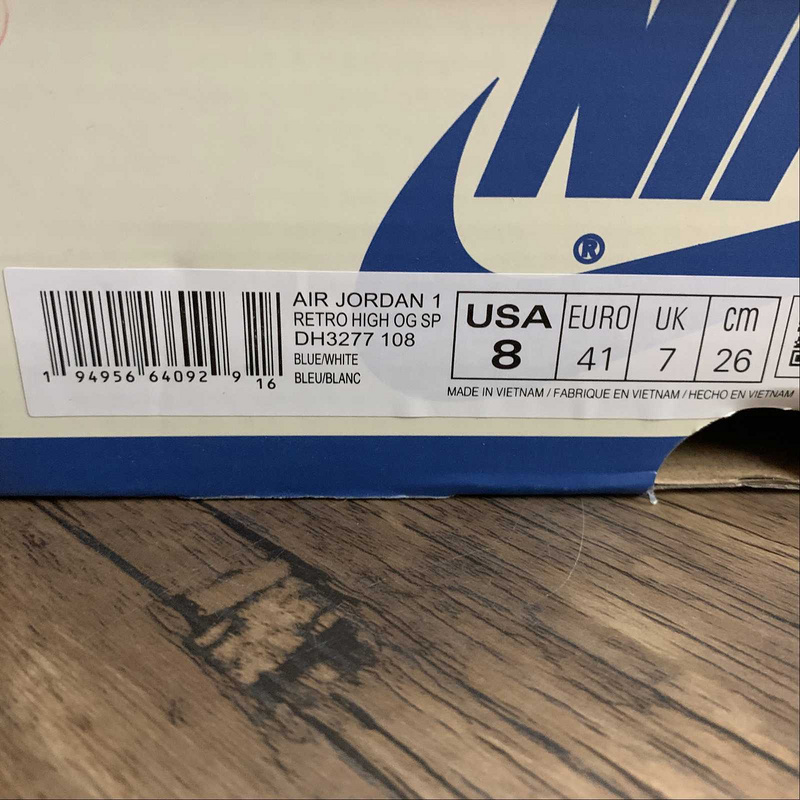 NI
®
AIR JORDAN 1
RETRO HIGH OG SP
DH3277 108
BLUE/WHITE
BLEU/BLANC
1 94956 64092 9 16
USA EURO UK cm
8 41 7 26
MADE IN VIETNAM / FABRIQUE EN VIETNAM / HECHO EN VIETNAM